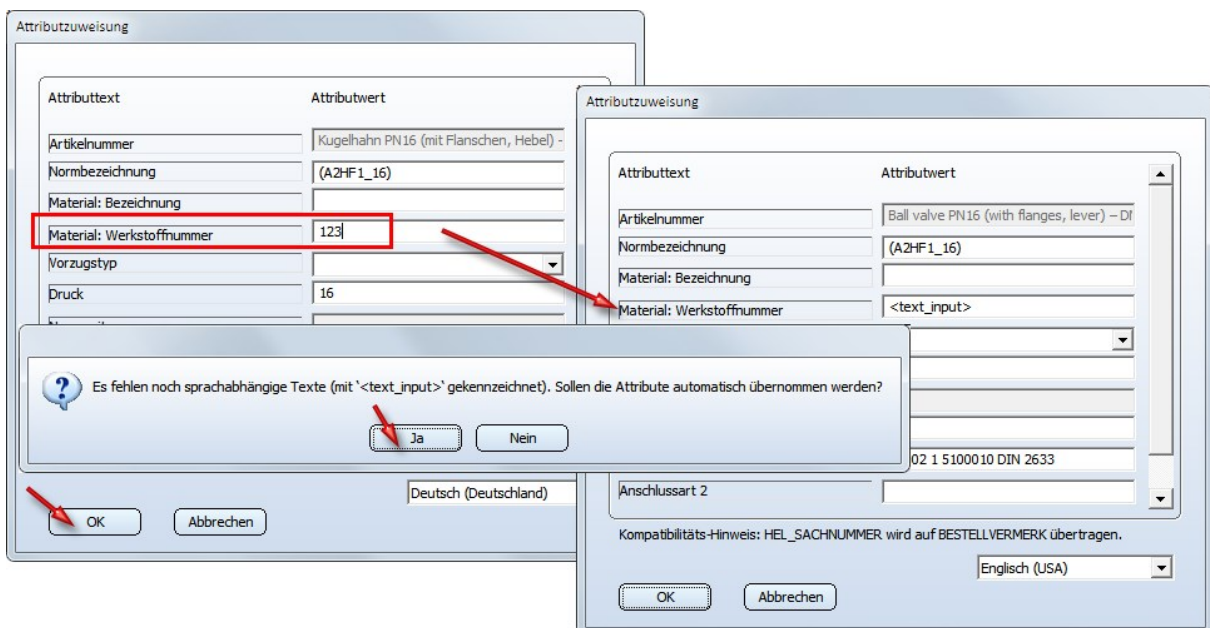 Attributzuweisung
Attributtext Attributwert
Artikelnummer Kugelhahn PN16 (mit Flanschen, Hebel) -
Normbezeichnung (A2HF1_16)
Material: Bezeichnung
Material: Werkstoffnummer 123
Vorzugstyp
Druck 16
Es fehlen noch sprachabhängige Texte (mit '<text_input>' gekennzeichnet). Sollen die Attribute automatisch übernommen werden?
Ja Nein
Deutsch (Deutschland)
OK Abbrechen
Attributzuweisung
Attributtext Attributwert
Artikelnummer Ball valve PN16 (with flanges, lever) –
Normbezeichnung (A2HF1_16)
Material: Bezeichnung
Material: Werkstoffnummer <text_input>
02 1 5100010 DIN 2633
Anschlussart 2
Kompatibilitäts-Hinweis: HEL_SACHNUMMER wird auf BESTELLVERMERK übertragen.
Englisch (USA)
OK Abbrechen